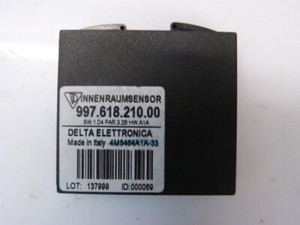 INNENRAUMSENSOR
997.618.210.00
SW 1.04 PAR 3.26 HW A1A
DELTA ELETTRONICA
Made in Italy 4M5464A1A-33
LOT: 137999 ID:000069